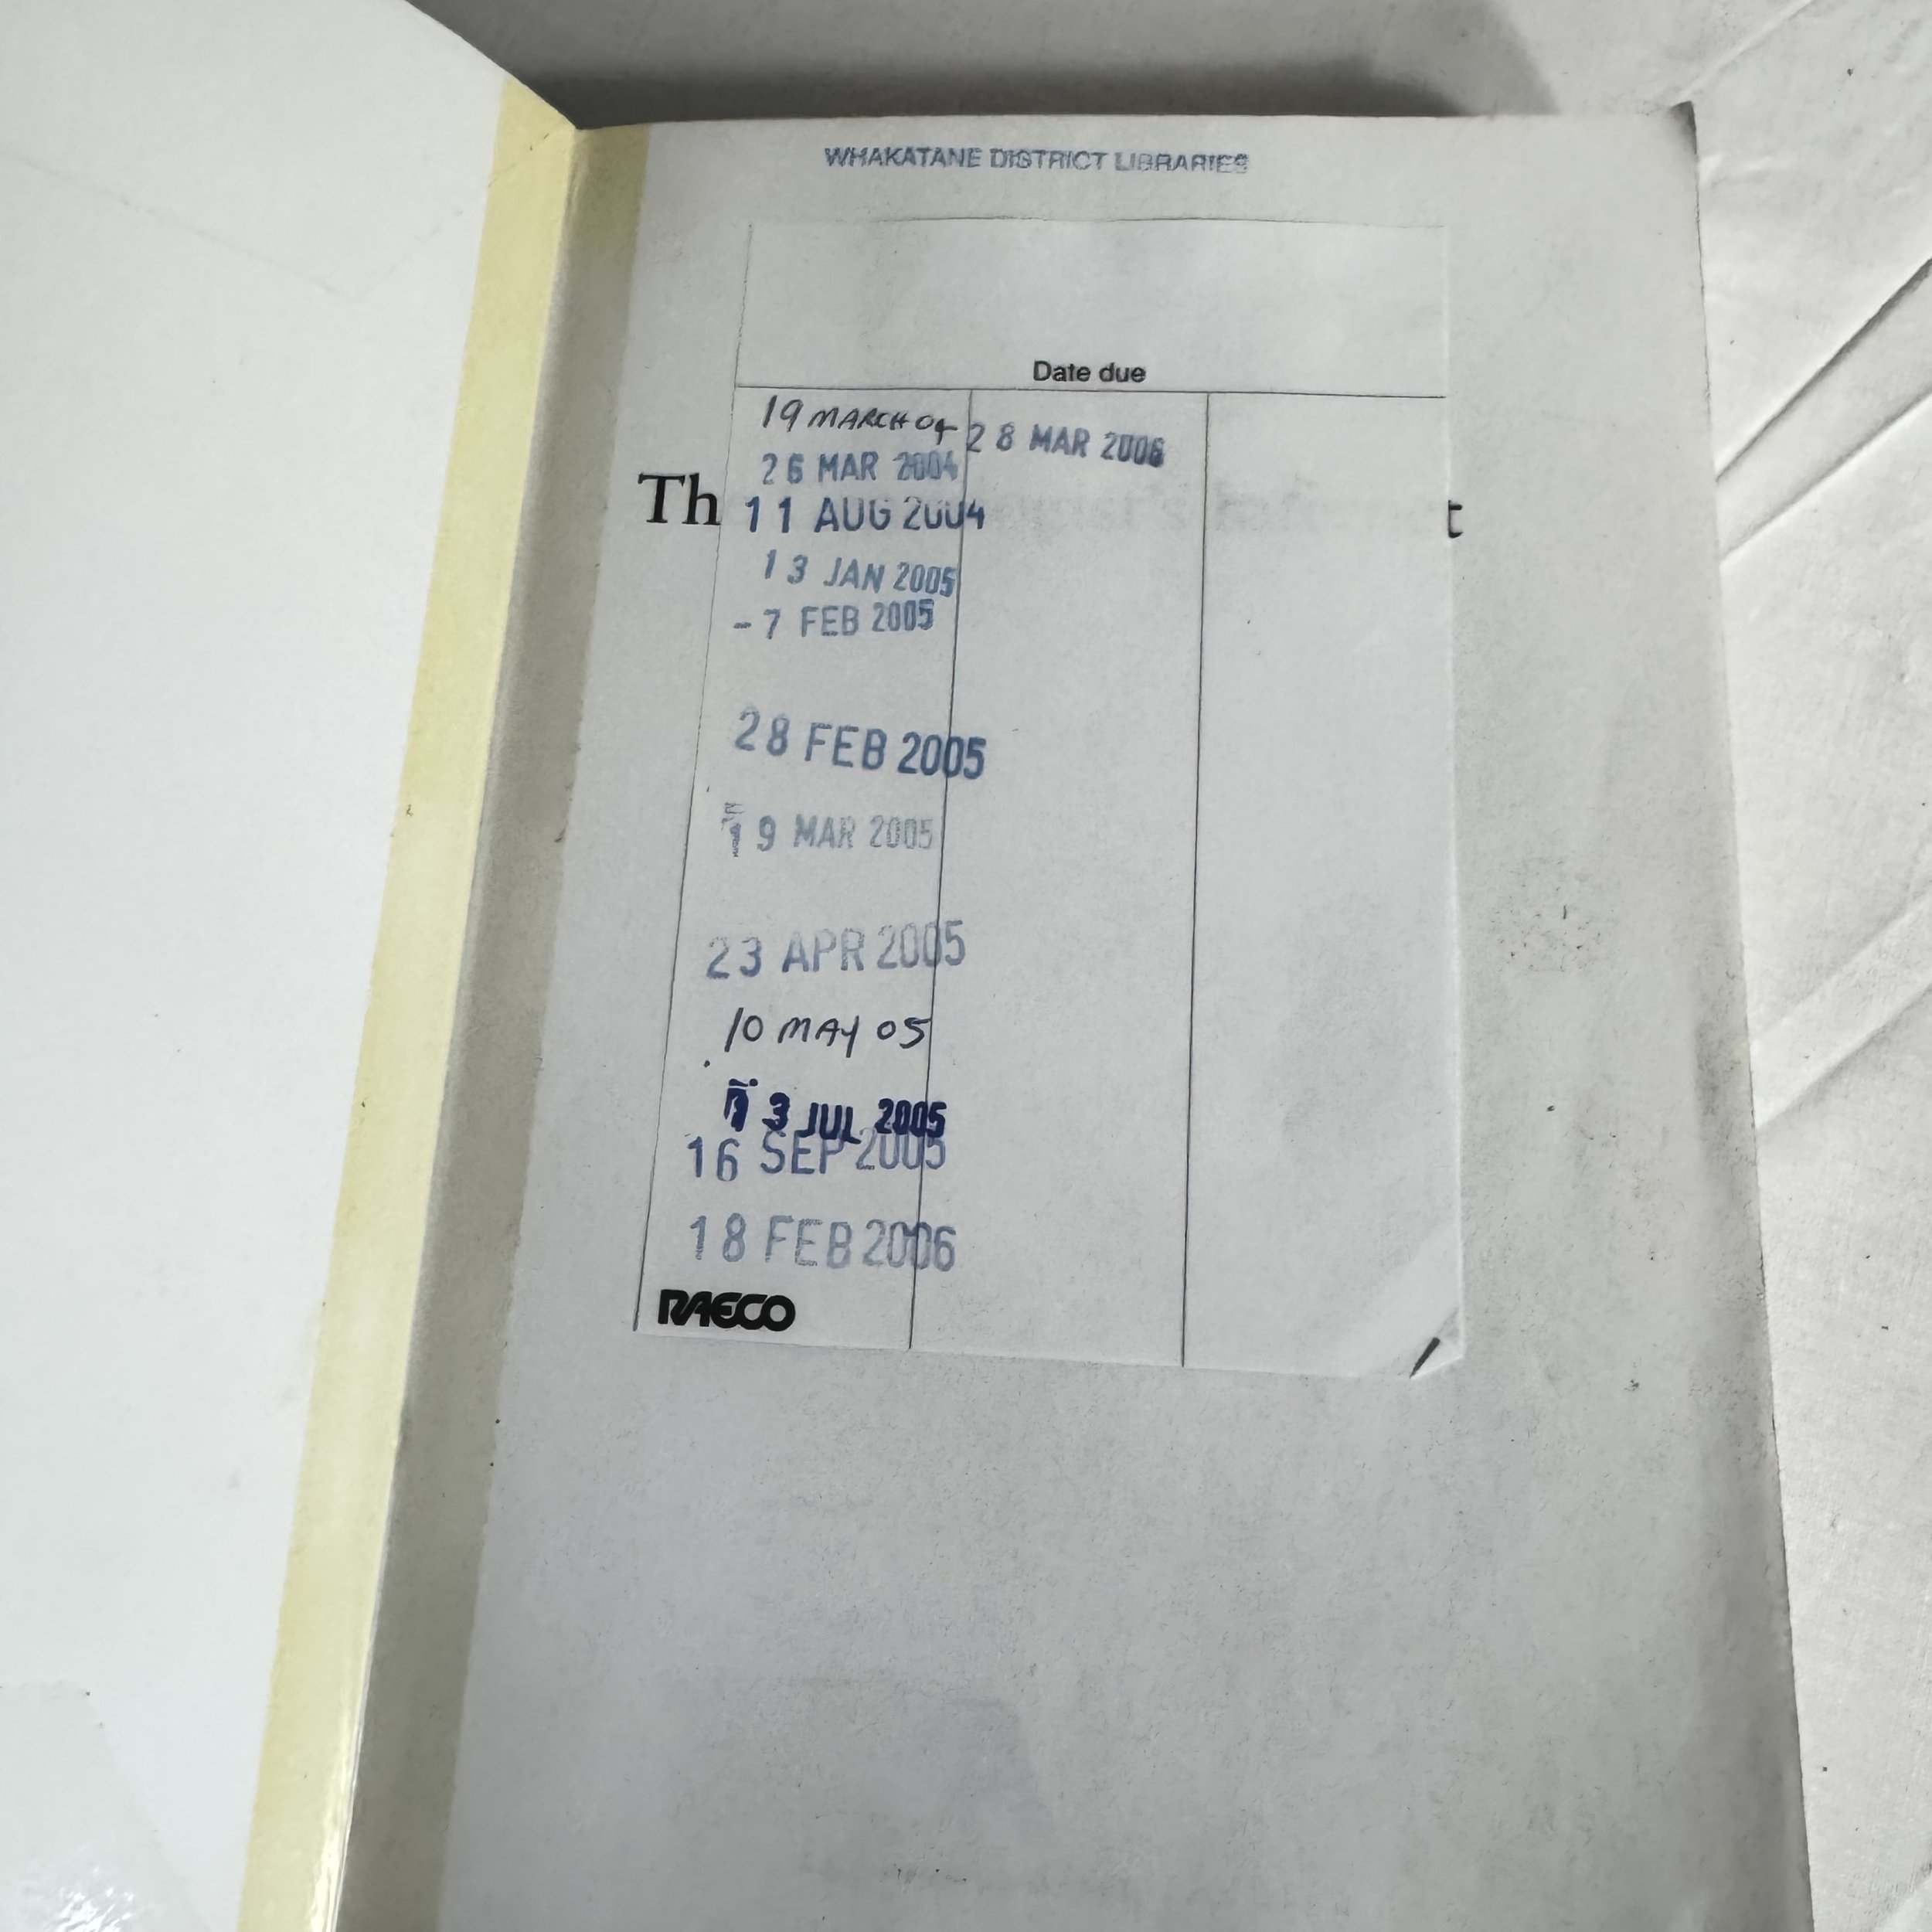 WHAKATANE DISTRICT LIBRARIES
Date due
19 MARCH 04
26 MAR 2004
Th
11 AUG 2004
t
13 JAN 2005
-7 FEB 2005
28 FEB 2005
19 MAR 2005
23 APR 2005
10 MAY 05
13 JUL 2005
16 SEP 2005
18 FEB 2006
RAECO
28 MAR 2006